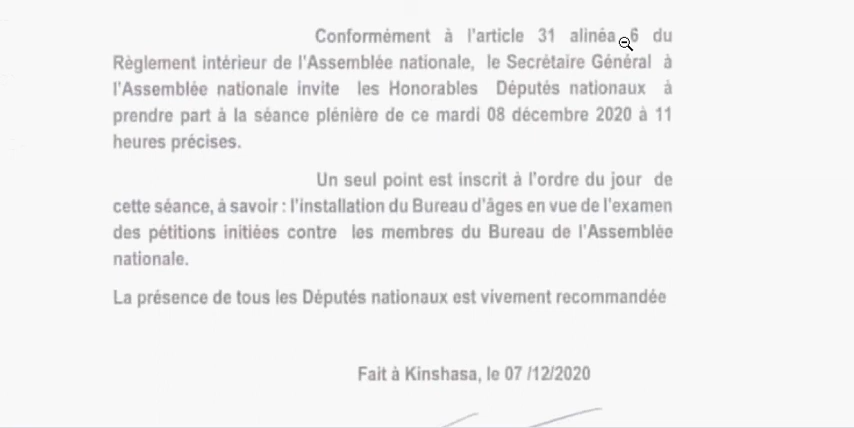 Conformément à l'article 31 alinéa 6 du
Règlement intérieur de l'Assemblée nationale, le Secrétaire Général à
l'Assemblée nationale invite les Honorables Députés nationaux à
prendre part à la séance plénière de ce mardi 08 décembre 2020 à 11
heures précises.
Un seul point est inscrit à l'ordre du jour de
cette séance, à savoir : l'installation du Bureau d'âges en vue de l'examen
des pétitions initiées contre les membres du Bureau de l'Assemblée
nationale.
La présence de tous les Députés nationaux est vivement recommandée
Fait à Kinshasa, le 07 /12/2020